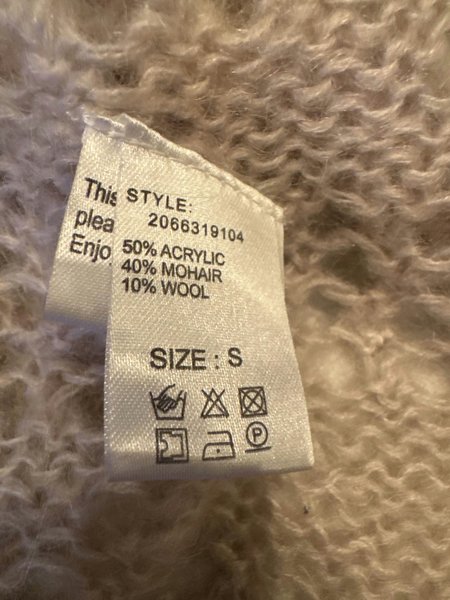 This
plea
Enjo
STYLE:
2066319104
50% ACRYLIC
40% MOHAIR
10% WOOL
SIZE : S
P